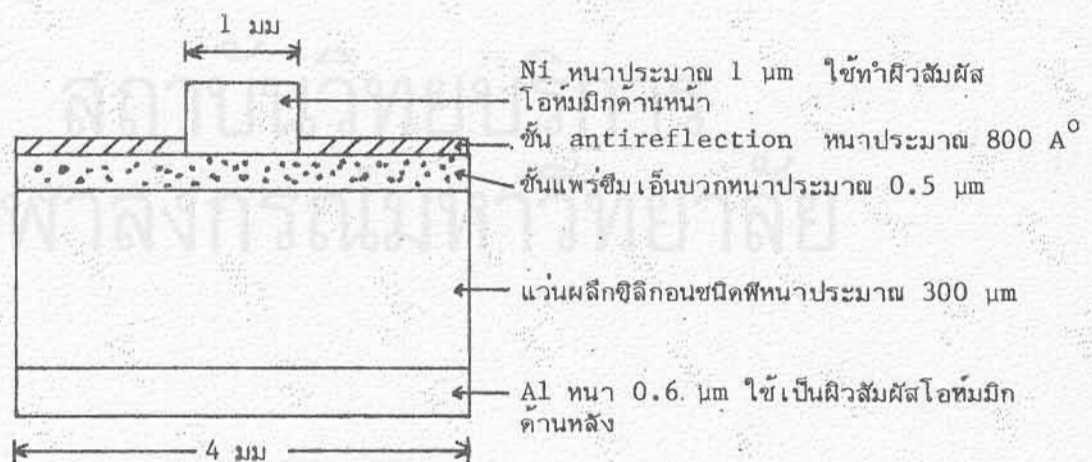 1 มม
Ni หนาประมาณ 1 μm ใช้ทำผิวสัมผัส
โอห์มมิกด้านหน้า
ชั้น antireflection หนาประมาณ 800 A°
ชั้นแพร่ซึมเอ็นบวกหนาประมาณ 0.5 μm
แว่นผลึกซิลิกอนชนิดพีหนาประมาณ 300 μm
Al หนา 0.6 μm ใช้เป็นผิวสัมผัสโอห์มมิก
ด้านหลัง
4 มม